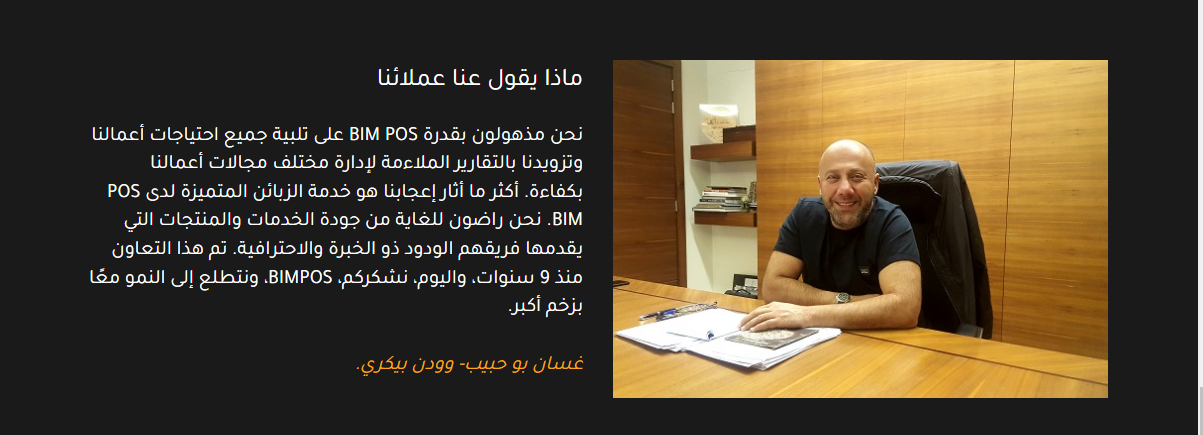 ماذا يقول عنا عملائنا
نحن مذهولون بقدرة BIM POS على تلبية جميع احتياجات أعمالنا
وتزويدنا بالتقارير الملاءمة لإدارة مختلف مجالات أعمالنا
بكفاءة. أكثر ما أثار إعجابنا هو خدمة الزبائن المتميزة لدى POS
BIM. نحن راضون للغاية من جودة الخدمات والمنتجات التي
يقدمها فريقهم الودود ذو الخبرة والاحترافية. تم هذا التعاون
منذ 9 سنوات، واليوم، نشكركم، BIMPOS، ونتطلع إلى النمو معًا
بزخم أكبر.
غسان بو حبيب- وودن بيكري.